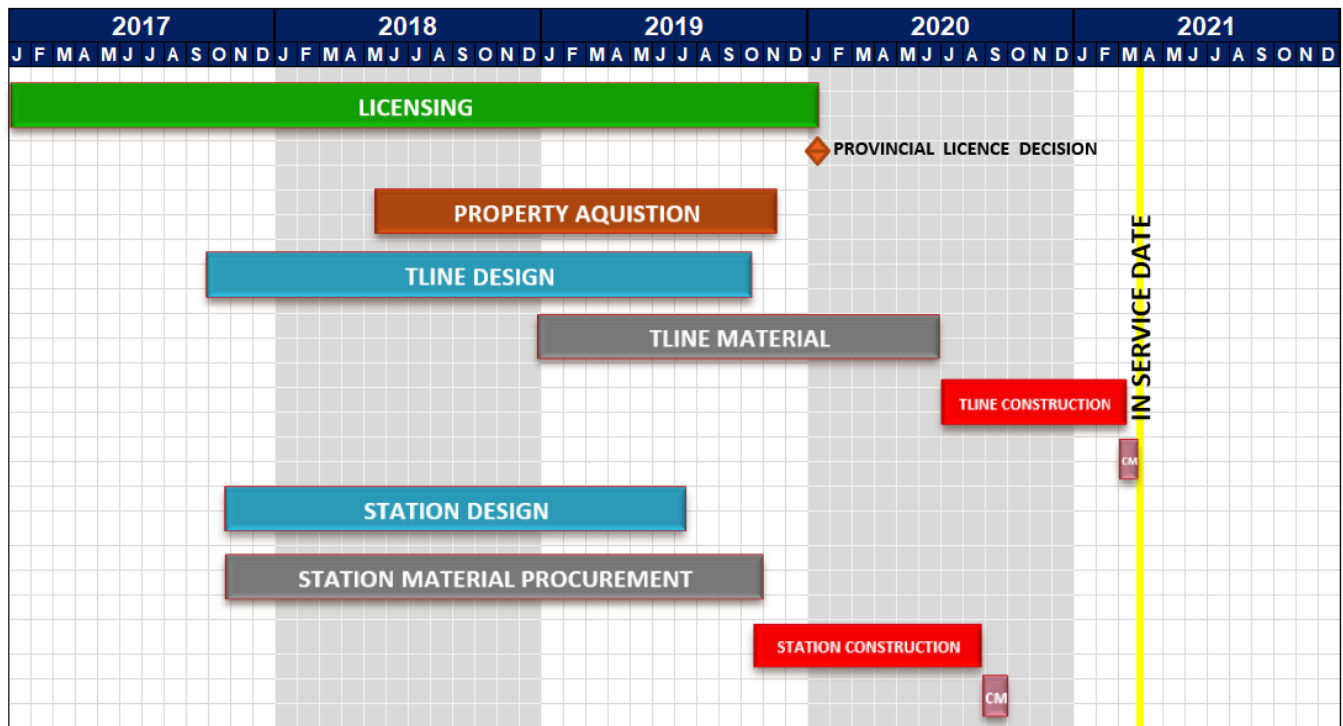 2017 2018 2019 2020 2021
J F M A M J J A S O N D J F M A M J J A S O N D J F M A M J J A S O N D J F M A M J J A S O N D J F M A M J J A S O N D
LICENSING
PROVINCIAL LICENCE DECISION
PROPERTY AQUISTION
TLINE DESIGN
TLINE MATERIAL
TLINE CONSTRUCTION
IN SERVICE DATE
CM
STATION DESIGN
STATION MATERIAL PROCUREMENT
STATION CONSTRUCTION
CM